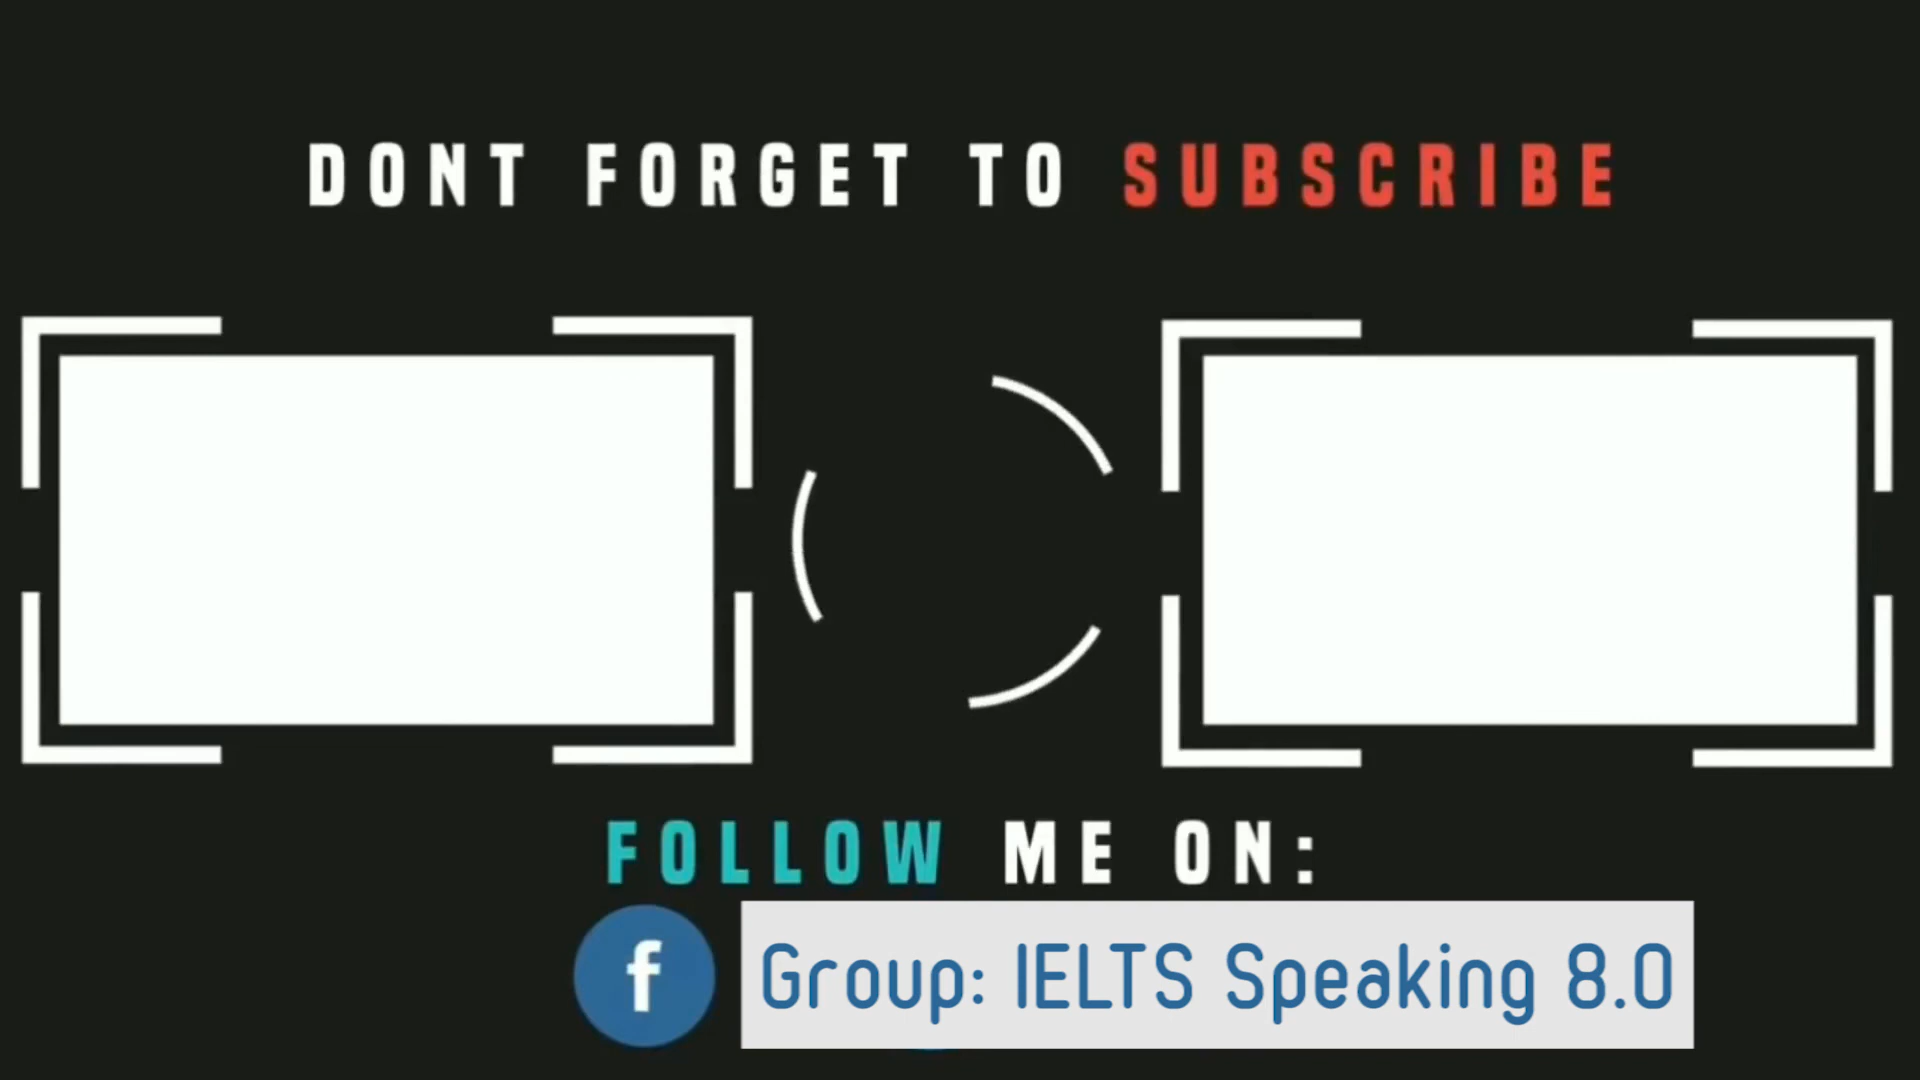 DONT FORGET TO SUBSCRIBE
FOLLOW ME ON:
f
Group: IELTS Speaking 8.0